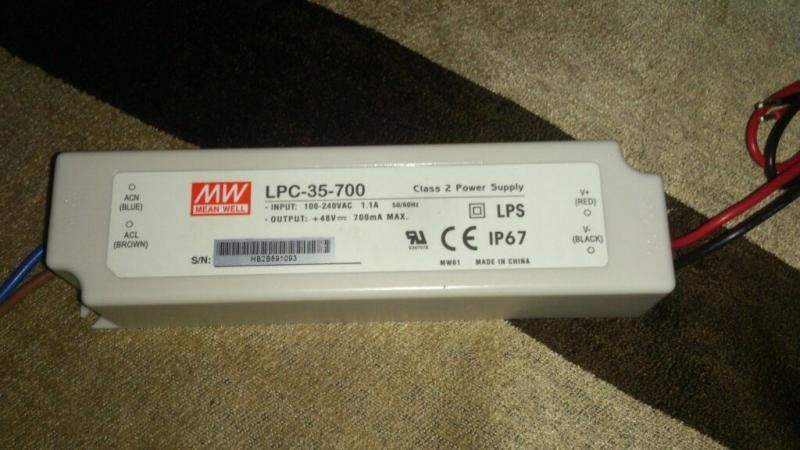 ACN
(BLUE)
ACL
(BROWN)
MW
MEAN WELL
LPC-35-700
Class 2 Power Supply
· INPUT: 100-240VAC 1.1A 50/60Hz
· OUTPUT: +48V⎓ 700mA MAX.
LPS
S/N:
HB2B591093
CE IP67
MW01 MADE IN CHINA
V+
(RED)
V-
(BLACK)